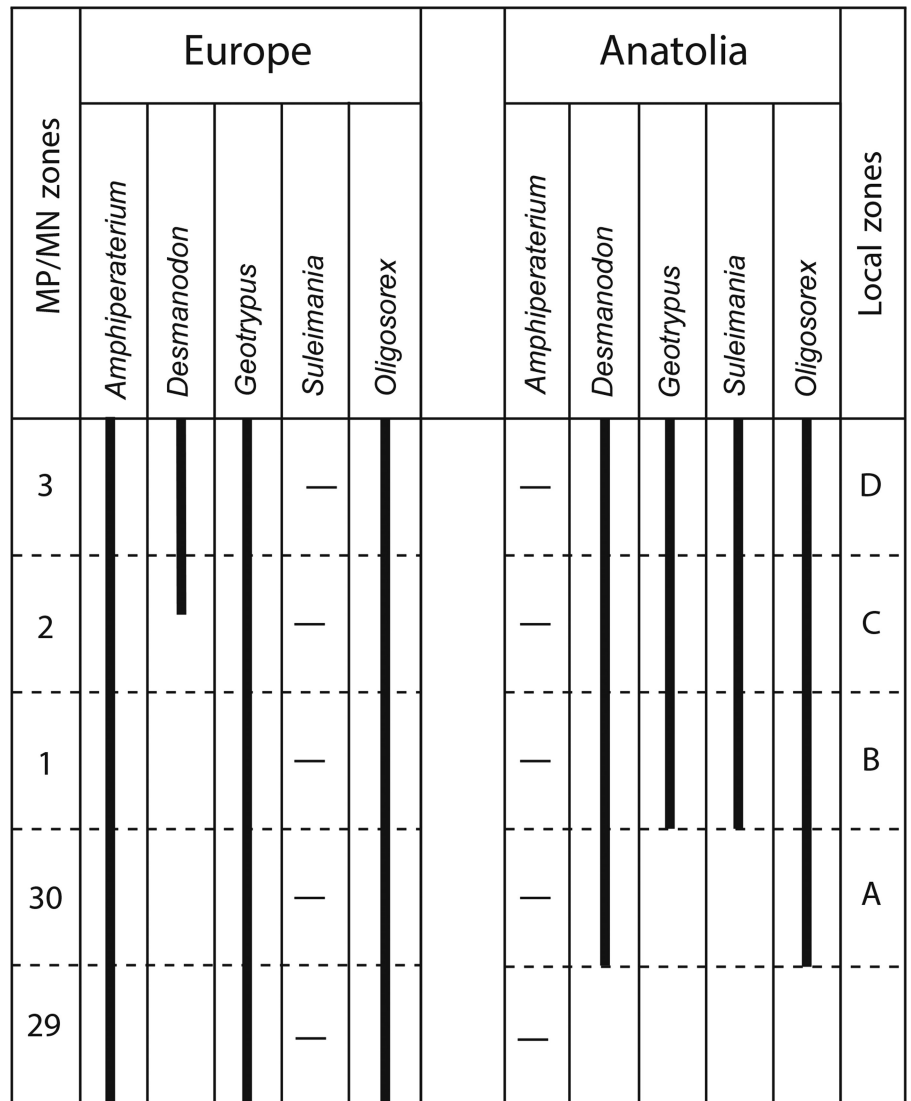 Europe
Anatolia
MP/MN zones
Amphiperaterium
Desmanodon
Geotrypus
Suleimania
Oligosorex
Amphiperaterium
Desmanodon
Geotrypus
Suleimania
Oligosorex
Local zones
3
— —
D
2
— —
C
1
— —
B
30
— —
A
29
— —